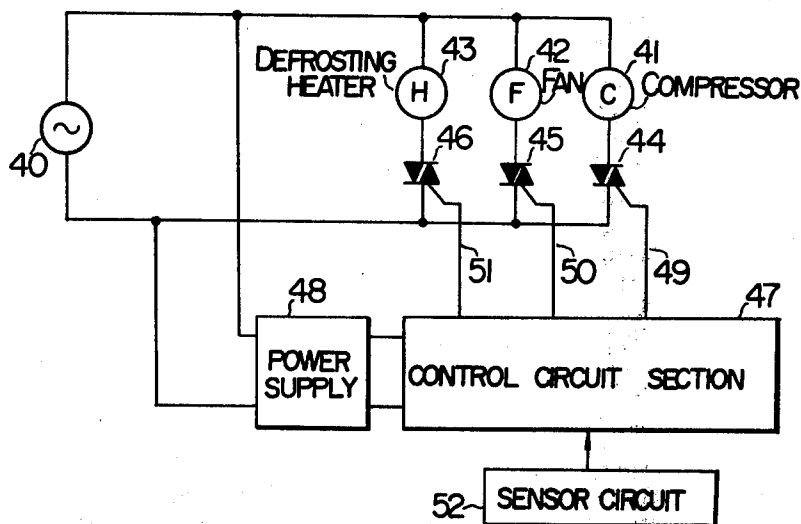 DEFROSTING
HEATER
43
42
FAN
41
COMPRESSOR
H
F
C
40
46
45
44
51
50
49
48
47
POWER
SUPPLY
CONTROL CIRCUIT SECTION
52
SENSOR CIRCUIT